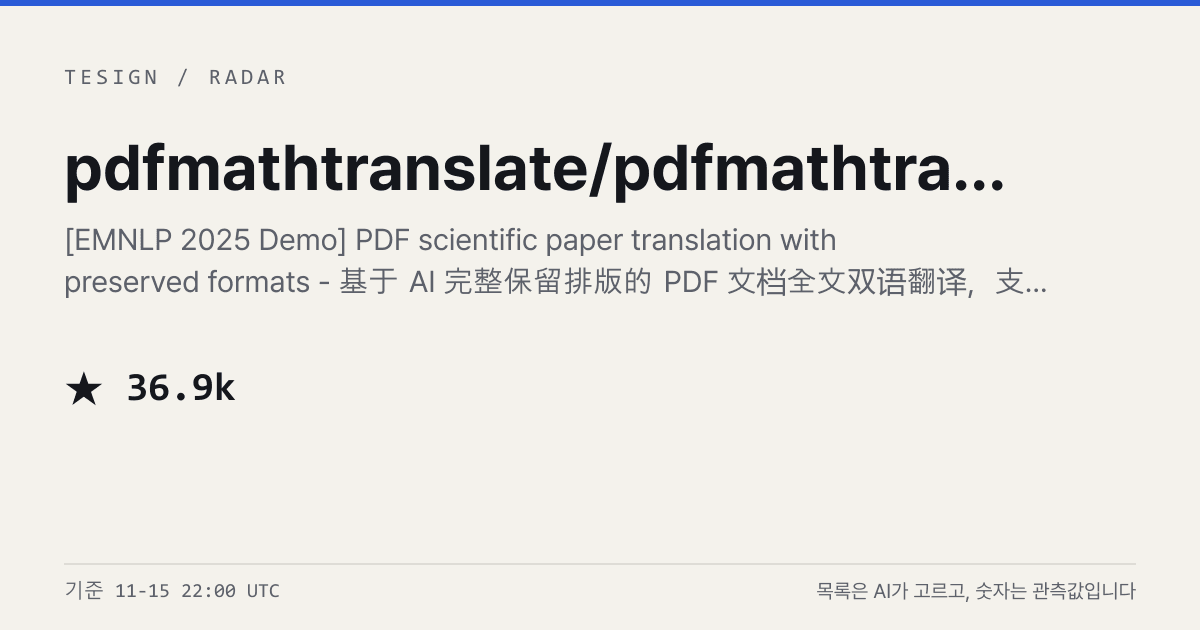 TESIGN / RADAR
pdfmathtranslate/pdfmathtra...
[EMNLP 2025 Demo] PDF scientific paper translation with
preserved formats - 基于 AI 完整保留排版的 PDF 文档全文双语翻译，支...
★ 36.9k
기준 11-15 22:00 UTC
목록은 AI가 고르고, 숫자는 관측값입니다